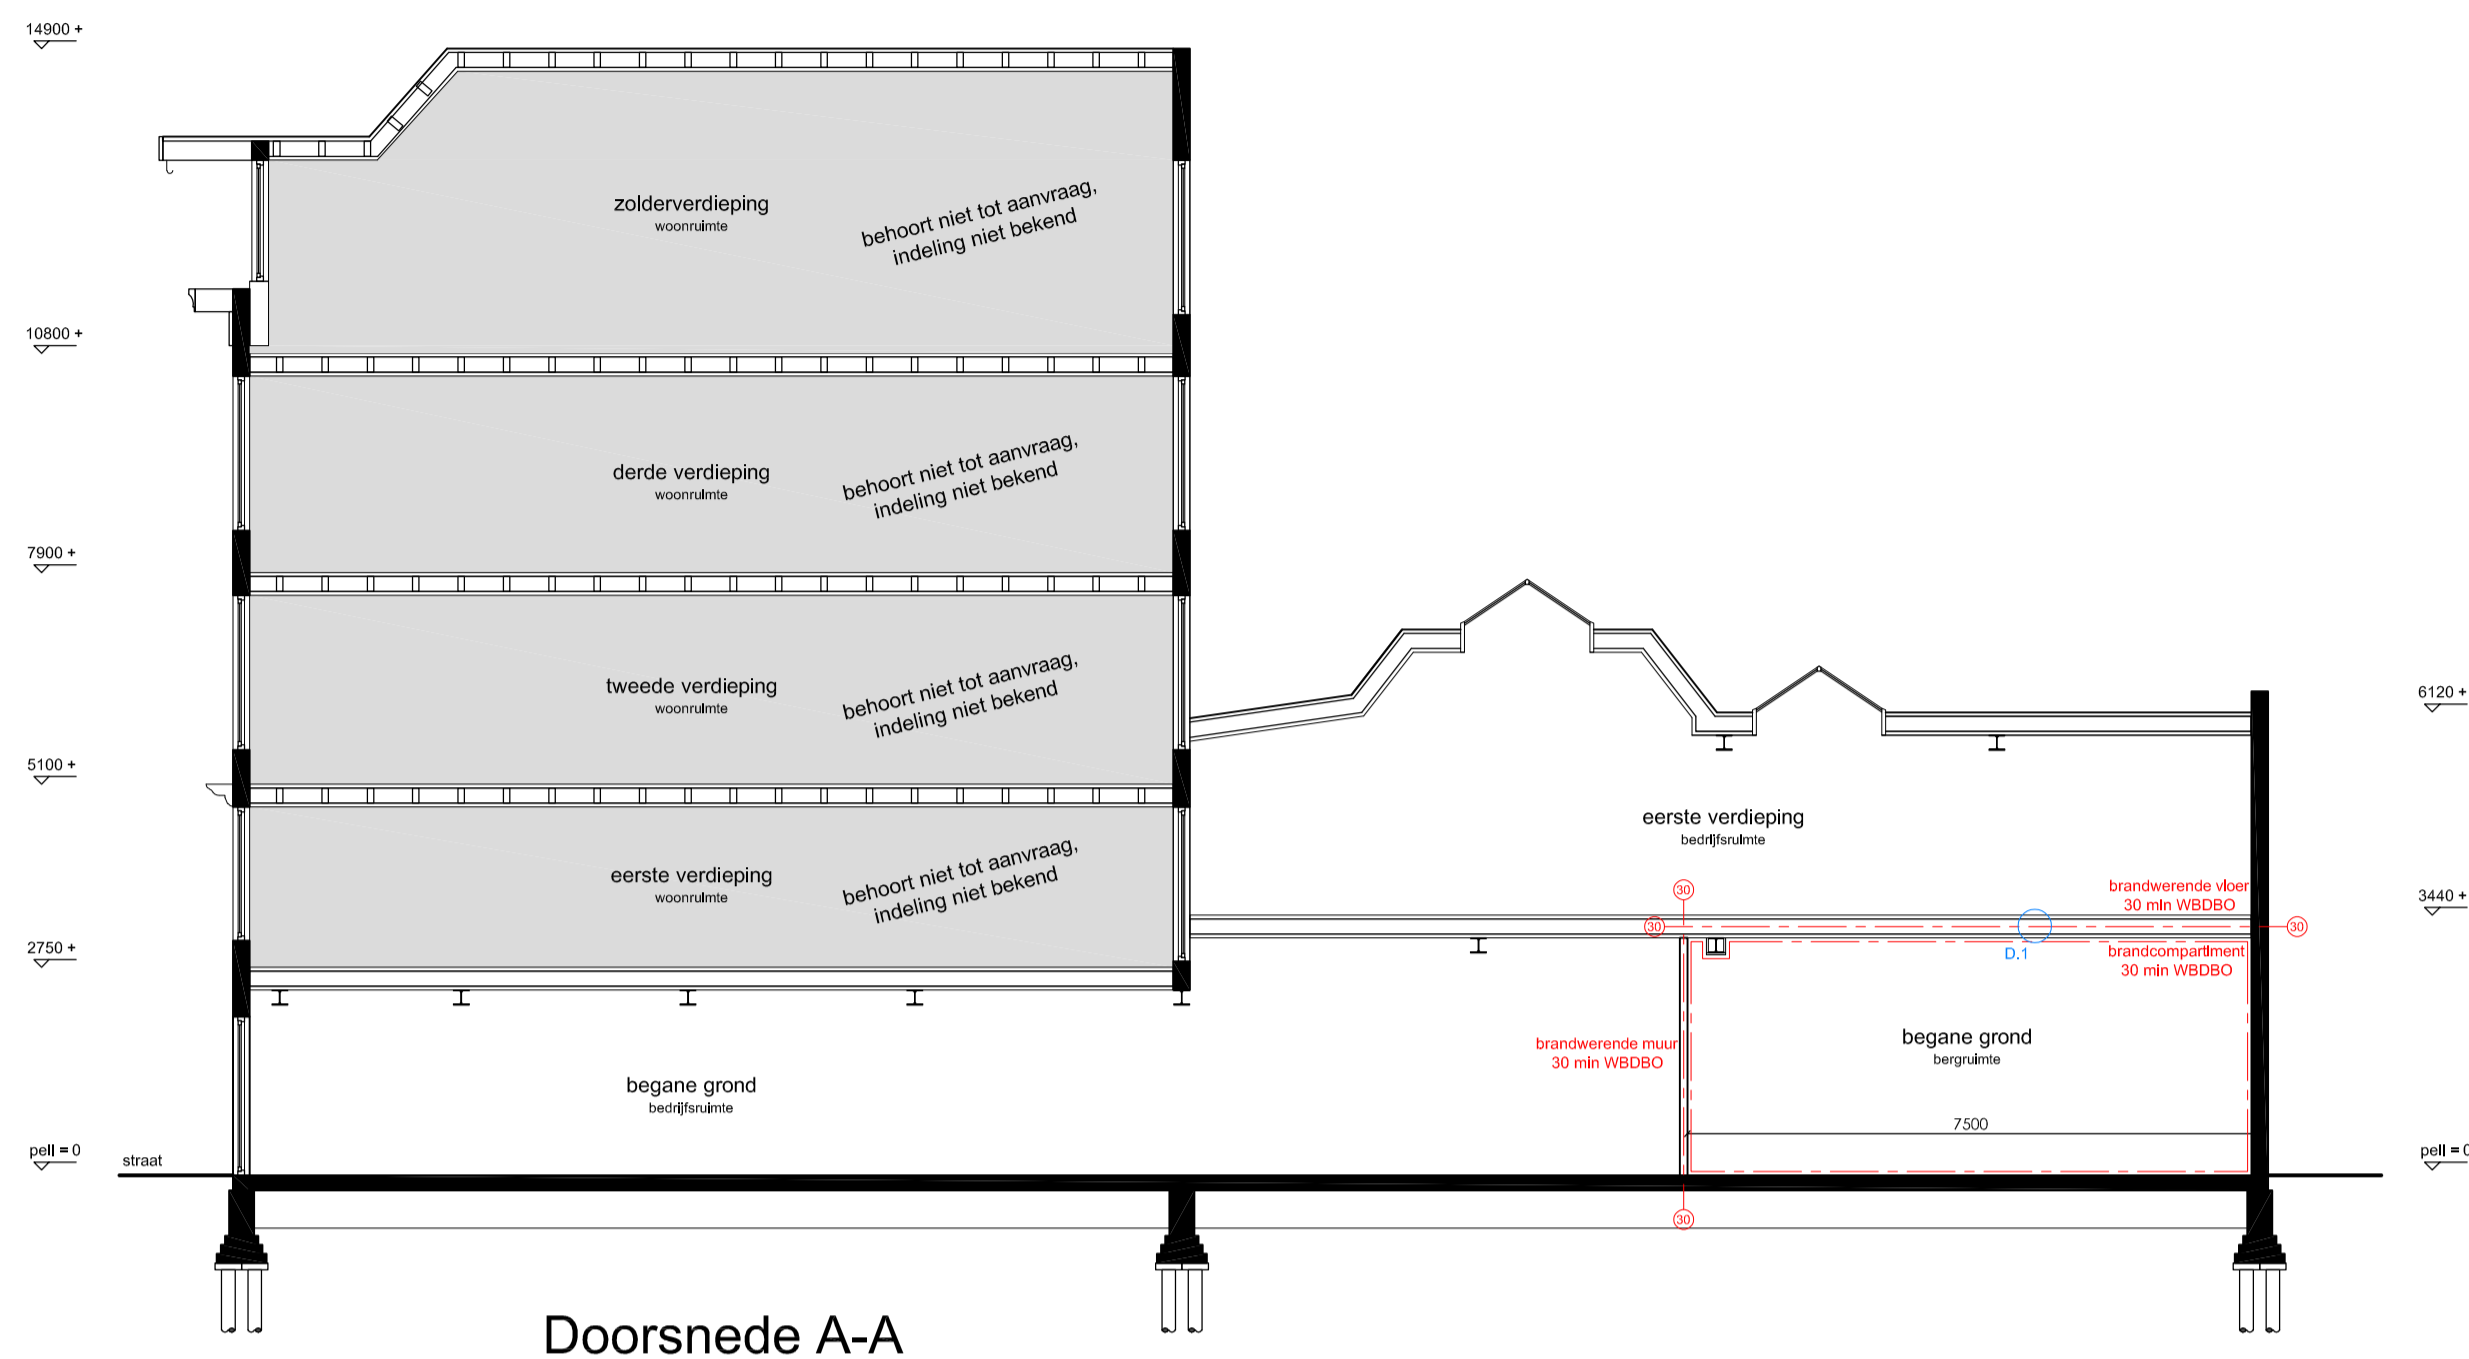 14900 +
zolderverdieping
woonruimte
behoort niet tot aanvraag,
indeling niet bekend
10800 +
derde verdieping
woonruimte
behoort niet tot aanvraag,
indeling niet bekend
7900 +
tweede verdieping
woonruimte
behoort niet tot aanvraag,
indeling niet bekend
6120 +
5100 +
eerste verdieping
bedrijfsruimte
eerste verdieping
woonruimte
behoort niet tot aanvraag,
indeling niet bekend
30
brandwerende vloer
30 min WBDBO
3440 +
30
30
2750 +
D.1
brandcompartiment
30 min WBDBO
brandwerende muur
30 min WBDBO
begane grond
bergruimte
begane grond
bedrijfsruimte
7500
peil = 0
straat
peil = 0
30
Doorsnede A-A